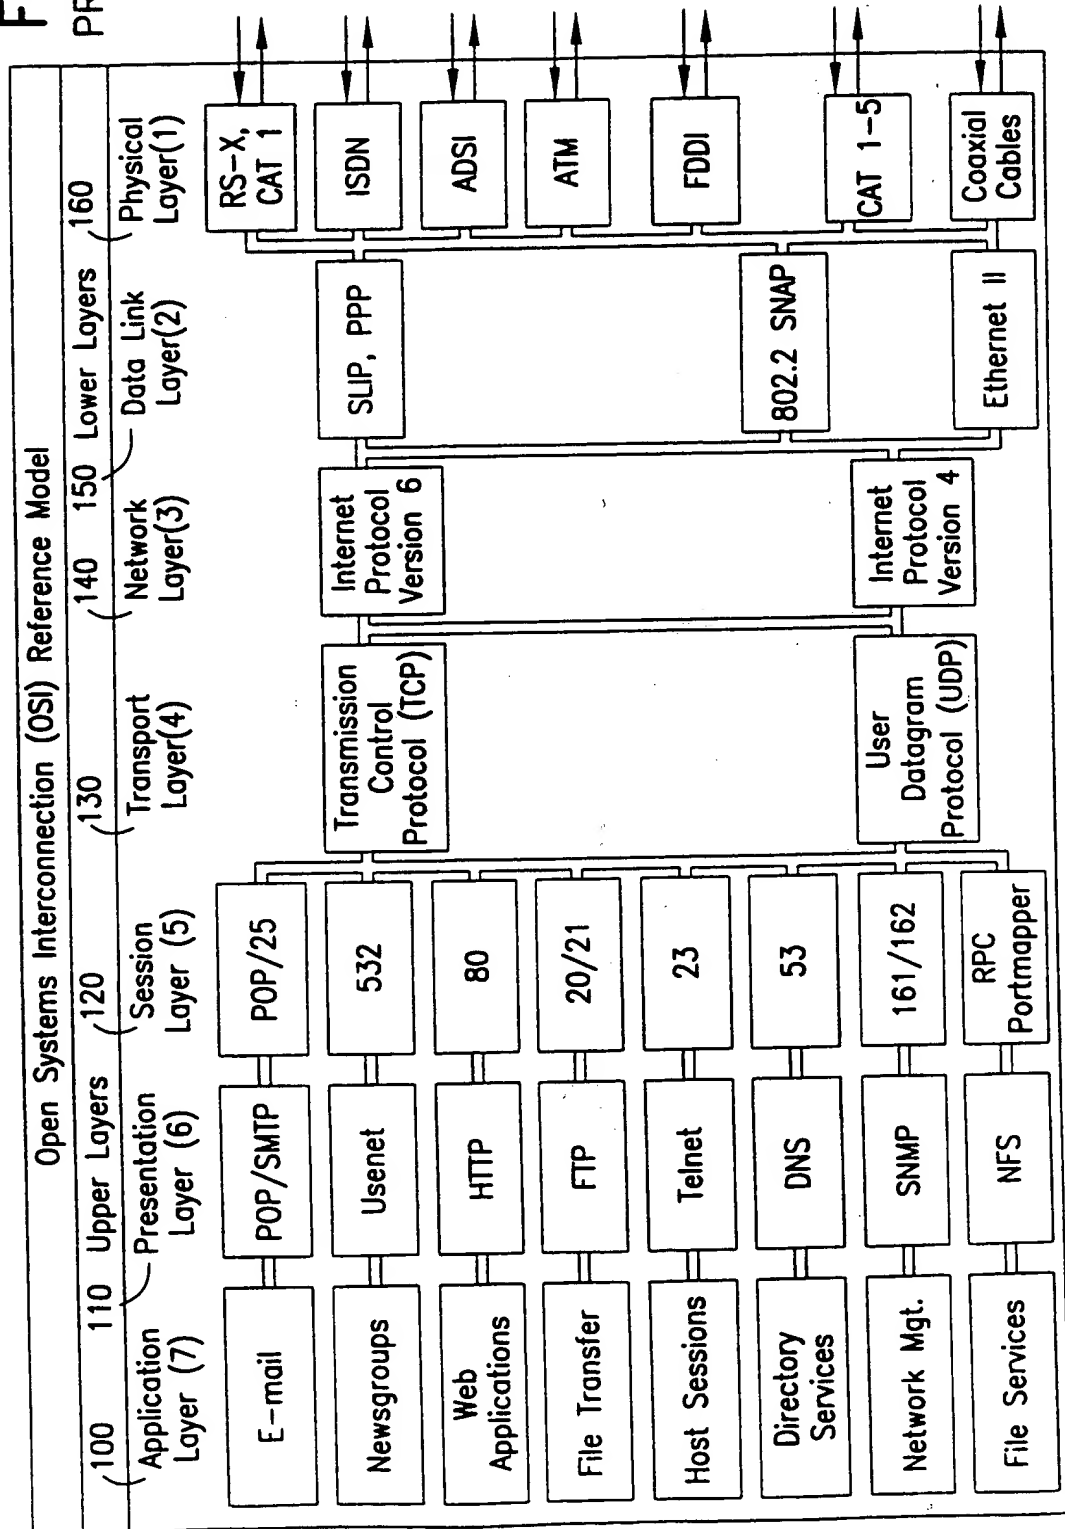 F
PR
Open Systems Interconnection (OSI) Reference Model
Upper Layers
Lower Layers
100
110
120
130
140
150
160
Application
Layer (7)
Presentation
Layer (6)
Session
Layer (5)
Transport
Layer(4)
Network
Layer(3)
Data Link
Layer(2)
Physical
Layer(1)
E-mail
POP/SMTP
POP/25
Newsgroups
Usenet
532
Web
Applications
HTTP
80
File Transfer
FTP
20/21
Host Sessions
Telnet
23
Directory
Services
DNS
53
Network Mgt.
SNMP
161/162
File Services
NFS
RPC
Portmapper
Transmission
Control
Protocol (TCP)
User
Datagram
Protocol (UDP)
Internet
Protocol
Version 6
Internet
Protocol
Version 4
SLIP, PPP
802.2 SNAP
Ethernet II
RS-X,
CAT 1
ISDN
ADSI
ATM
FDDI
CAT 1-5
Coaxial
Cables